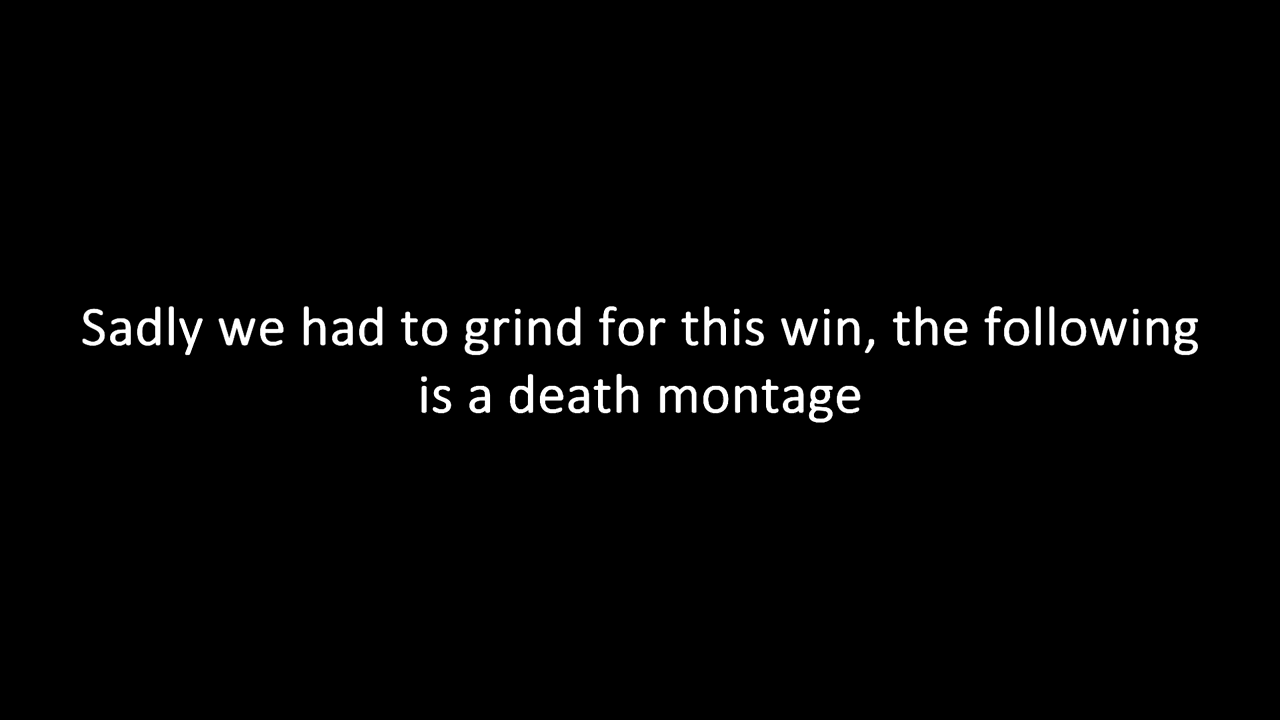 Sadly we had to grind for this win, the following
is a death montage